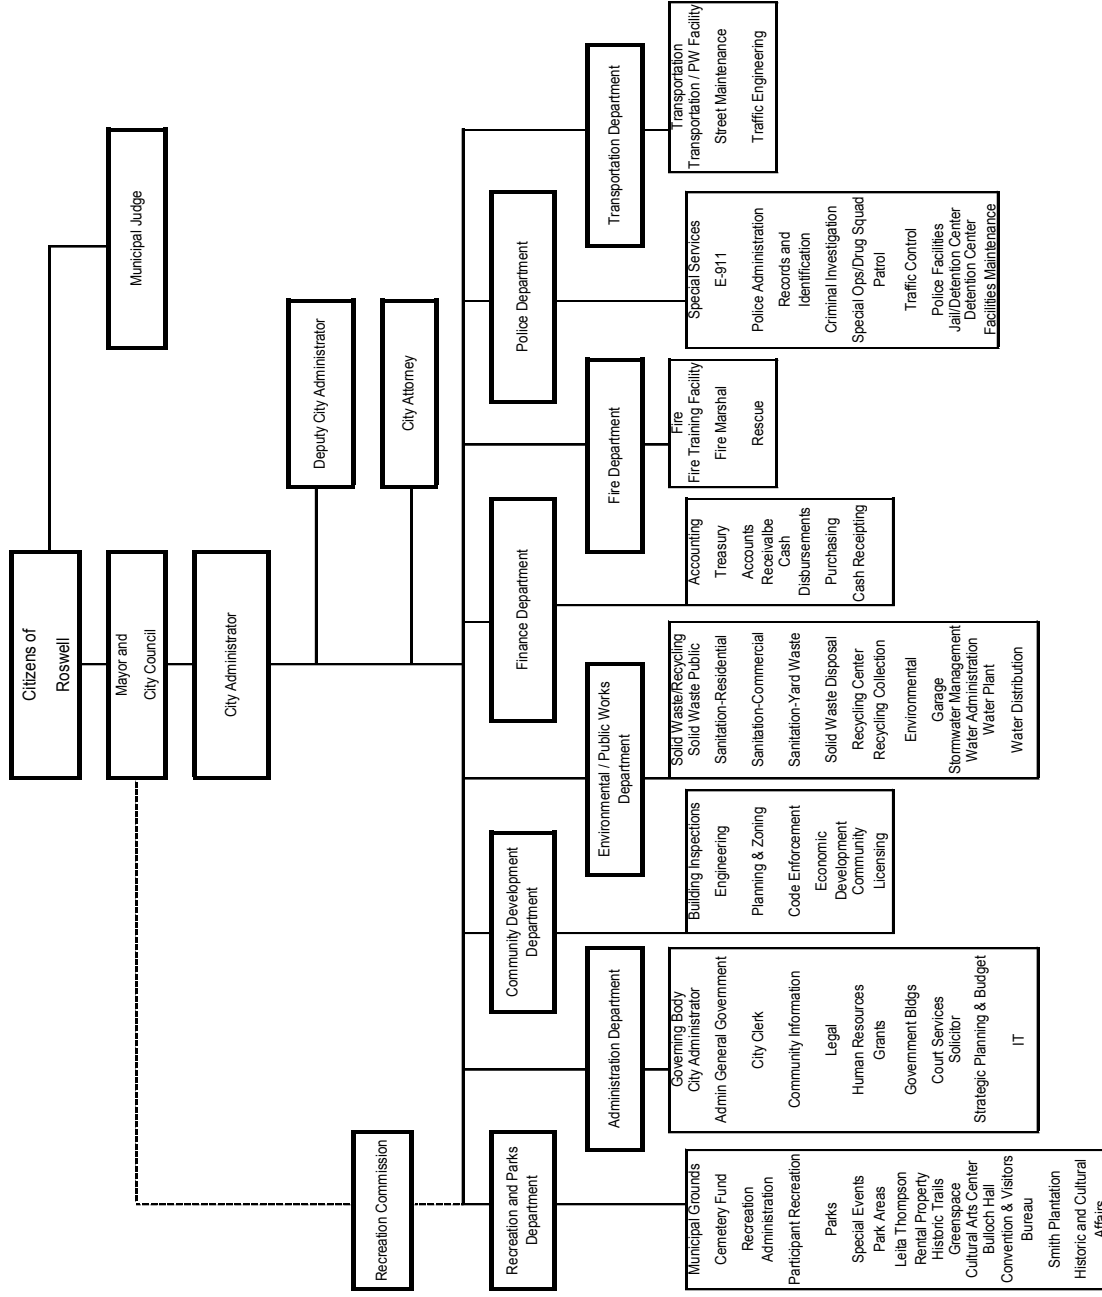 Citizens of
Roswell
Mayor and
City Council
City Administrator
Municipal Judge
Deputy City Administrator
City Attorney
Recreation Commission
Recreation and Parks
Department
Administration Department
Community Development
Department
Environmental / Public Works
Department
Finance Department
Fire Department
Police Department
Transportation Department
Municipal Grounds
Cemetery Fund
Recreation
Administration
Participant Recreation
Parks
Special Events
Park Areas
Leita Thompson
Rental Property
Historic Trails
Greenspace
Cultural Arts Center
Bulloch Hall
Convention & Visitors
Bureau
Smith Plantation
Historic and Cultural
Affairs
Governing Body
City Administrator
Admin General Government
City Clerk
Community Information
Legal
Human Resources
Grants
Government Bldgs
Court Services
Solicitor
Strategic Planning & Budget
IT
Building Inspections
Engineering
Planning & Zoning
Code Enforcement
Economic
Development
Community
Licensing
Solid Waste/Recycling
Solid Waste Public
Sanitation-Residential
Sanitation-Commercial
Sanitation-Yard Waste
Solid Waste Disposal
Recycling Center
Recycling Collection
Environmental
Garage
Stormwater Management
Water Administration
Water Plant
Water Distribution
Accounting
Treasury
Accounts
Receivalbe
Cash
Disbursements
Purchasing
Cash Receipting
Fire
Fire Training Facility
Fire Marshal
Rescue
Special Services
E-911
Police Administration
Records and
Identification
Criminal Investigation
Special Ops/Drug Squad
Patrol
Traffic Control
Police Facilities
Jail/Detention Center
Detention Center
Facilities Maintenance
Transportation
Transportation / PW Facility
Street Maintenance
Traffic Engineering